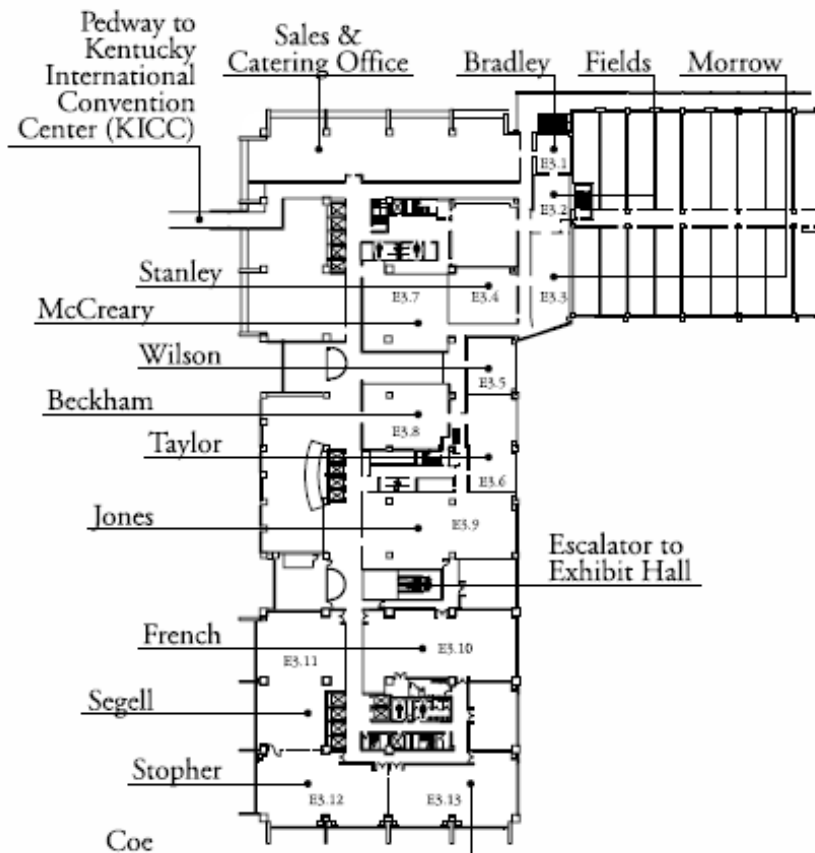 Pedway to
Kentucky
International
Convention
Center (KICC)
Sales &
Catering Office
Bradley
Fields
Morrow
E3.1
E3.2
Stanley
E3.3
E3.4
E3.7
McCreary
Wilson
E3.5
Beckham
E3.8
Taylor
E3.6
Jones
E3.9
Escalator to
Exhibit Hall
French
E3.10
E3.11
Segell
Stopher
E3.12
E3.13
Coe